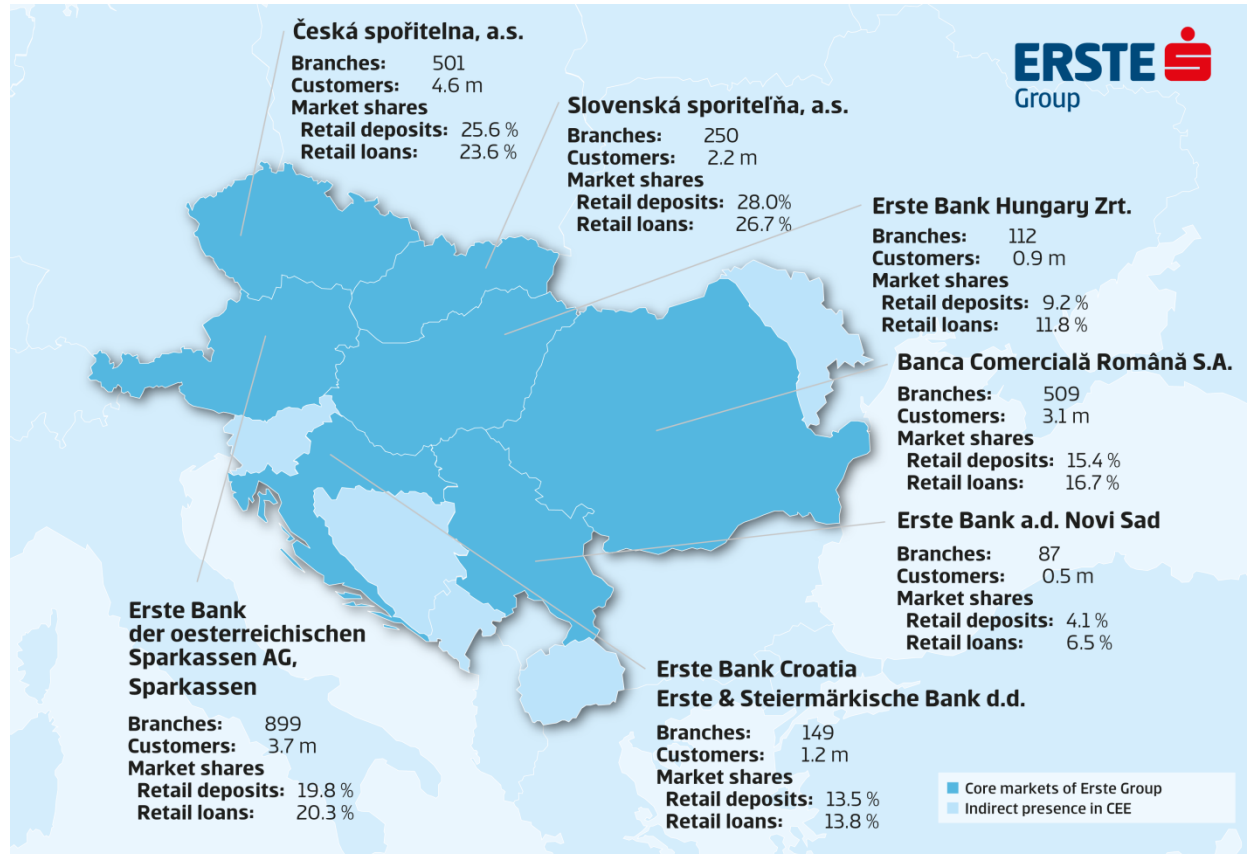 Česká spořitelna, a.s.
Branches: 501
Customers: 4.6 m
Market shares
Retail deposits: 25.6 %
Retail loans: 23.6 %
ERSTE
Group
Slovenská sporiteľňa, a.s.
Branches: 250
Customers: 2.2 m
Market shares
Retail deposits: 28.0%
Retail loans: 26.7 %
Erste Bank Hungary Zrt.
Branches: 112
Customers: 0.9 m
Market shares
Retail deposits: 9.2 %
Retail loans: 11.8 %
Banca Comercială Română S.A.
Branches: 509
Customers: 3.1 m
Market shares
Retail deposits: 15.4 %
Retail loans: 16.7 %
Erste Bank a.d. Novi Sad
Branches: 87
Customers: 0.5 m
Market shares
Retail deposits: 4.1 %
Retail loans: 6.5 %
Erste Bank
der oesterreichischen
Sparkassen AG,
Sparkassen
Branches: 899
Customers: 3.7 m
Market shares
Retail deposits: 19.8 %
Retail loans: 20.3 %
Erste Bank Croatia
Erste & Steiermärkische Bank d.d.
Branches: 149
Customers: 1.2 m
Market shares
Retail deposits: 13.5 %
Retail loans: 13.8 %
Core markets of Erste Group
Indirect presence in CEE